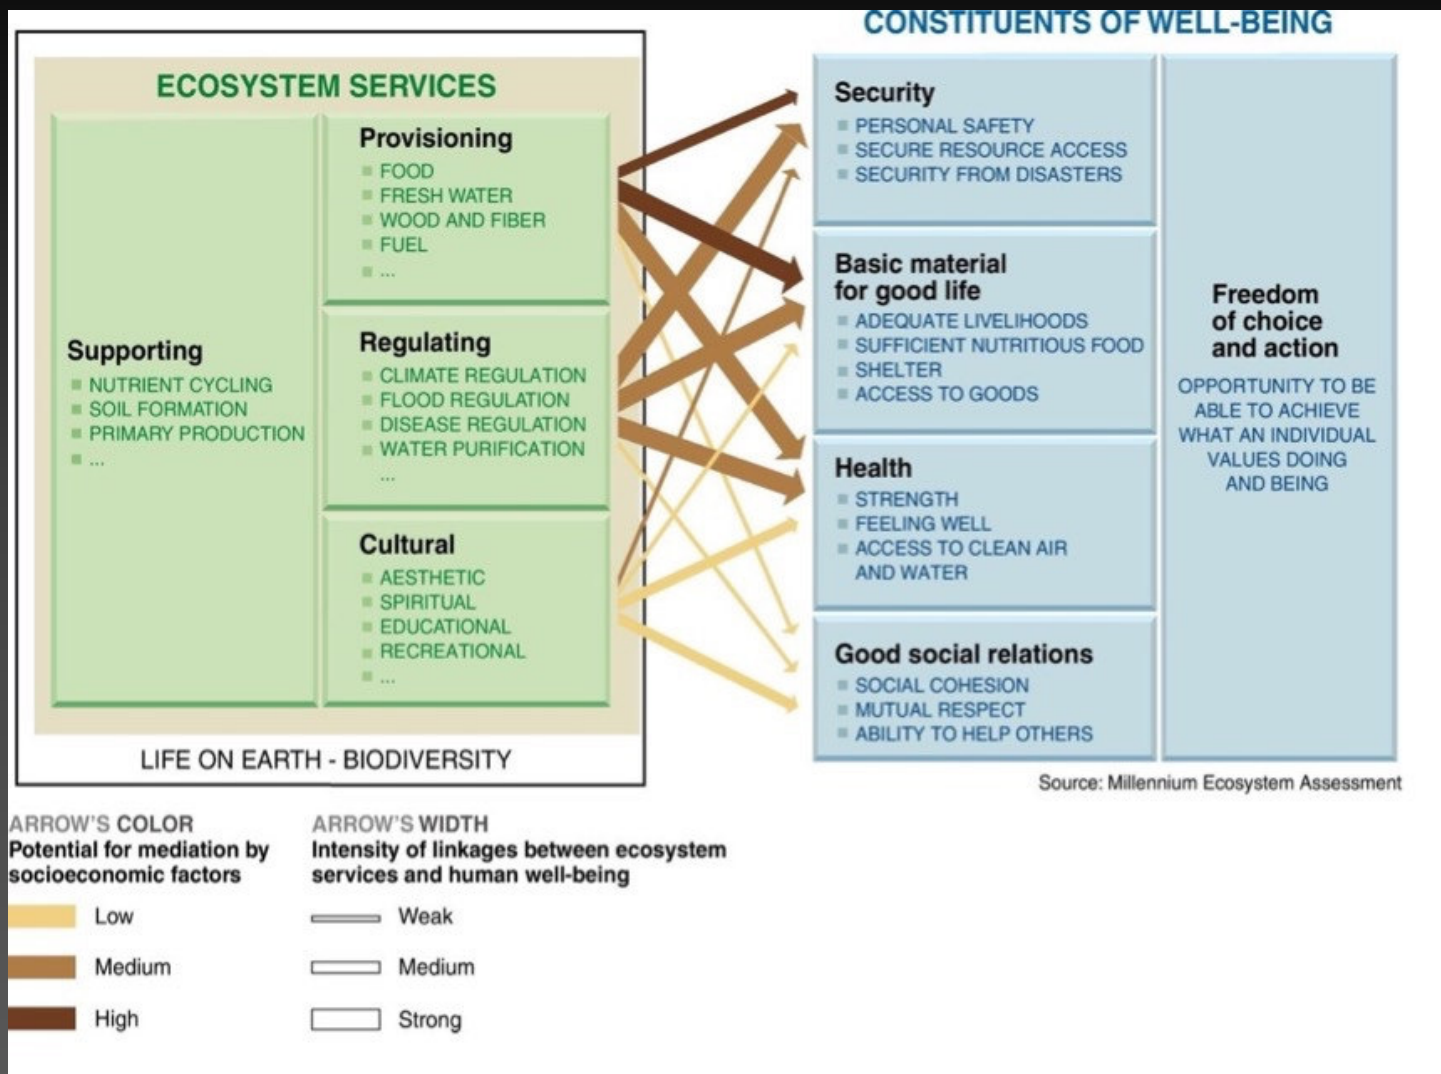 CONSTITUENTS OF WELL-BEING
ECOSYSTEM SERVICES
Supporting
NUTRIENT CYCLING
SOIL FORMATION
PRIMARY PRODUCTION
...
Provisioning
FOOD
FRESH WATER
WOOD AND FIBER
FUEL
...
Regulating
CLIMATE REGULATION
FLOOD REGULATION
DISEASE REGULATION
WATER PURIFICATION
...
Cultural
AESTHETIC
SPIRITUAL
EDUCATIONAL
RECREATIONAL
...
LIFE ON EARTH - BIODIVERSITY
Security
PERSONAL SAFETY
SECURE RESOURCE ACCESS
SECURITY FROM DISASTERS
Basic material
for good life
ADEQUATE LIVELIHOODS
SUFFICIENT NUTRITIOUS FOOD
SHELTER
ACCESS TO GOODS
Health
STRENGTH
FEELING WELL
ACCESS TO CLEAN AIR
AND WATER
Good social relations
SOCIAL COHESION
MUTUAL RESPECT
ABILITY TO HELP OTHERS
Freedom
of choice
and action
OPPORTUNITY TO BE
ABLE TO ACHIEVE
WHAT AN INDIVIDUAL
VALUES DOING
AND BEING
Source: Millennium Ecosystem Assessment
ARROW'S COLOR
Potential for mediation by
socioeconomic factors
Low
Medium
High
ARROW'S WIDTH
Intensity of linkages between ecosystem
services and human well-being
Weak
Medium
Strong